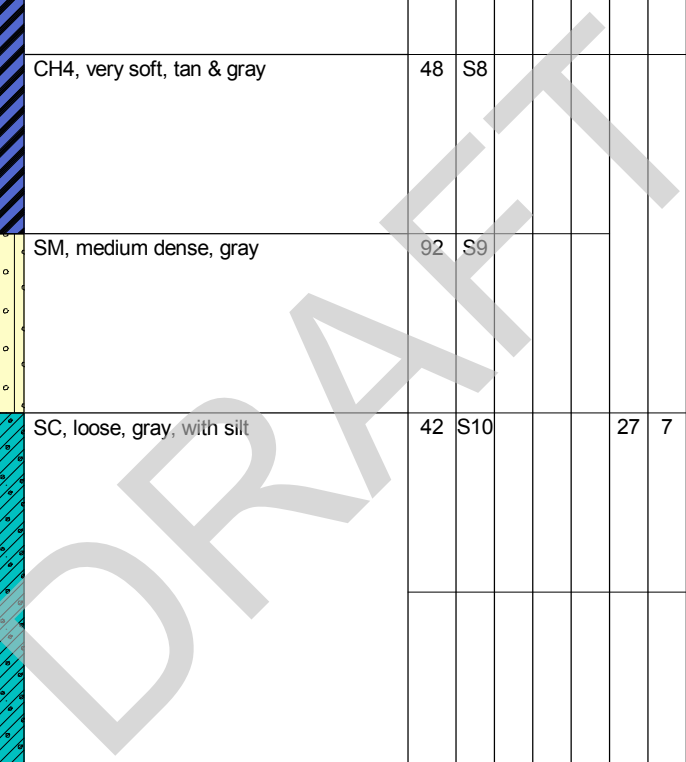 CH4, very soft, tan & gray 48 S8
SM, medium dense, gray 92 S9
SC, loose, gray, with silt 42 S10 27 7
DRAFT